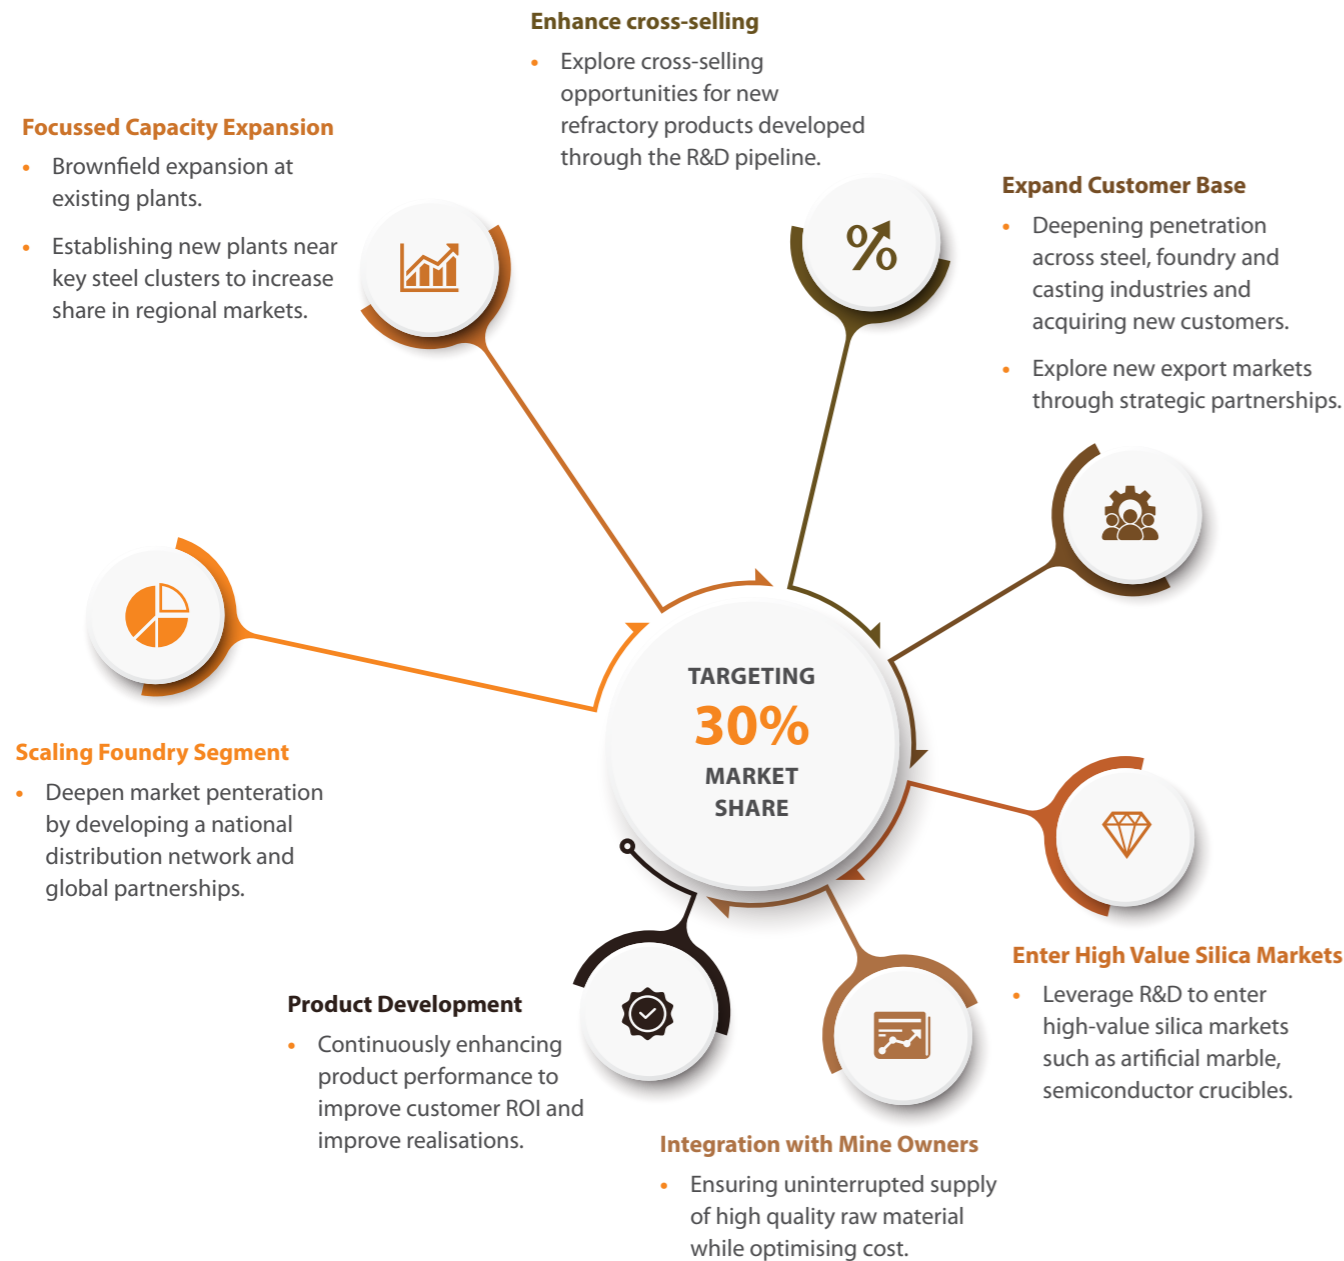 Enhance cross-selling
• Explore cross-selling
opportunities for new
refractory products developed
through the R&D pipeline.
Focussed Capacity Expansion
• Brownfield expansion at
existing plants.
• Establishing new plants near
key steel clusters to increase
share in regional markets.
Expand Customer Base
• Deepening penetration
across steel, foundry and
casting industries and
acquiring new customers.
• Explore new export markets
through strategic partnerships.
%
TARGETING
30%
MARKET
SHARE
Scaling Foundry Segment
• Deepen market penteration
by developing a national
distribution network and
global partnerships.
Enter High Value Silica Markets
• Leverage R&D to enter
high-value silica markets
such as artificial marble,
semiconductor crucibles.
Product Development
• Continuously enhancing
product performance to
improve customer ROI and
improve realisations.
Integration with Mine Owners
• Ensuring uninterrupted supply
of high quality raw material
while optimising cost.